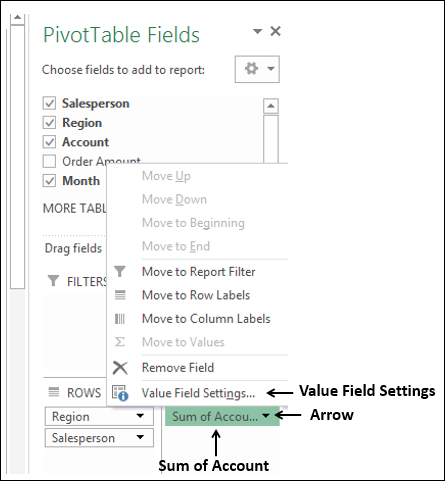 PivotTable Fields
Choose fields to add to report:
Salesperson
Region
Account
Order Amount
Month
MORE TABL
Move Up
Move Down
Move to Beginning
Move to End
Drag fields
Move to Report Filter
FILTERS
Move to Row Labels
Move to Column Labels
Σ Move to Values
Remove Field
ROWS
Value Field Settings...
Value Field Settings
Region
Sum of Accou...
Arrow
Salesperson
Sum of Account